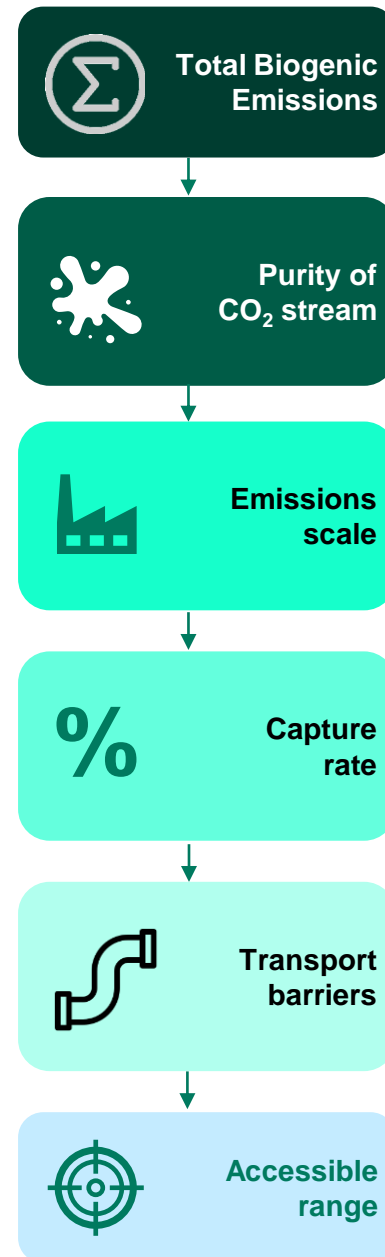 Total Biogenic
Emissions
Purity of
CO₂ stream
Emissions
scale
%
Capture
rate
Transport
barriers
Accessible
range